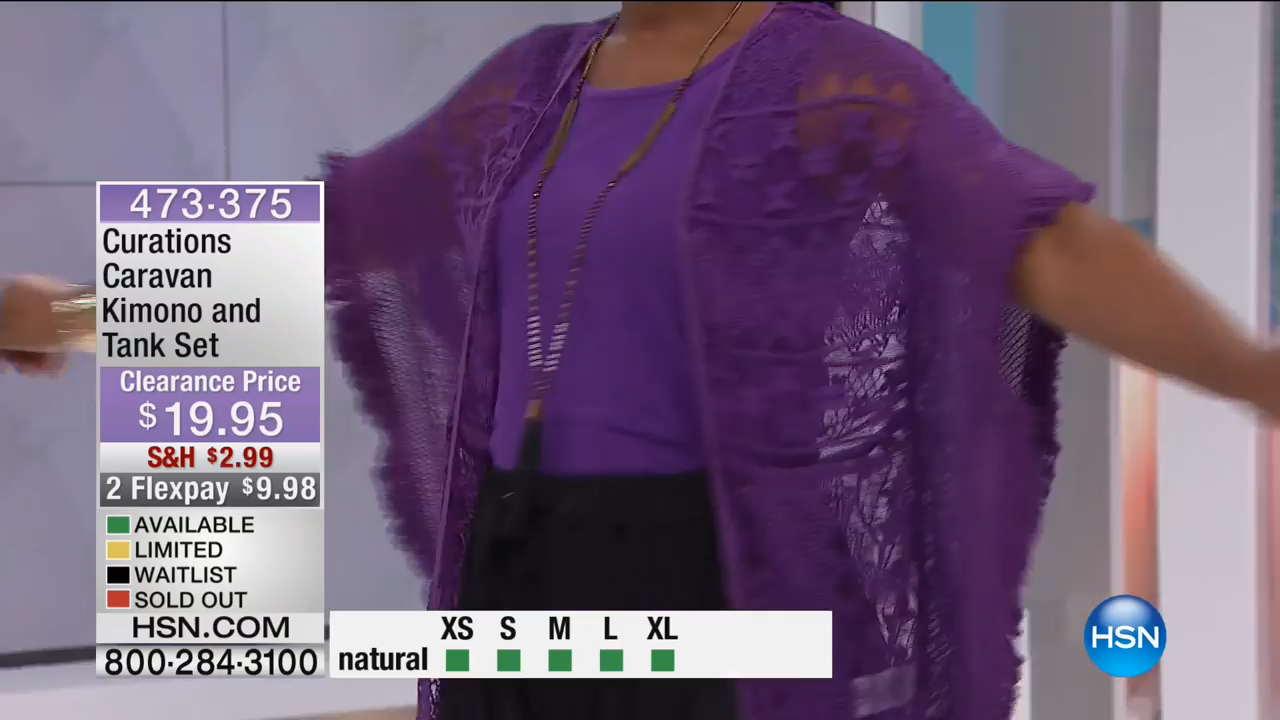 473·375
Curations
Caravan
Kimono and
Tank Set
Clearance Price
$19.95
S&H $2.99
2 Flexpay $9.98
AVAILABLE
LIMITED
WAITLIST
SOLD OUT
HSN.COM
800·284·3100
XS S M L XL
natural
HSN